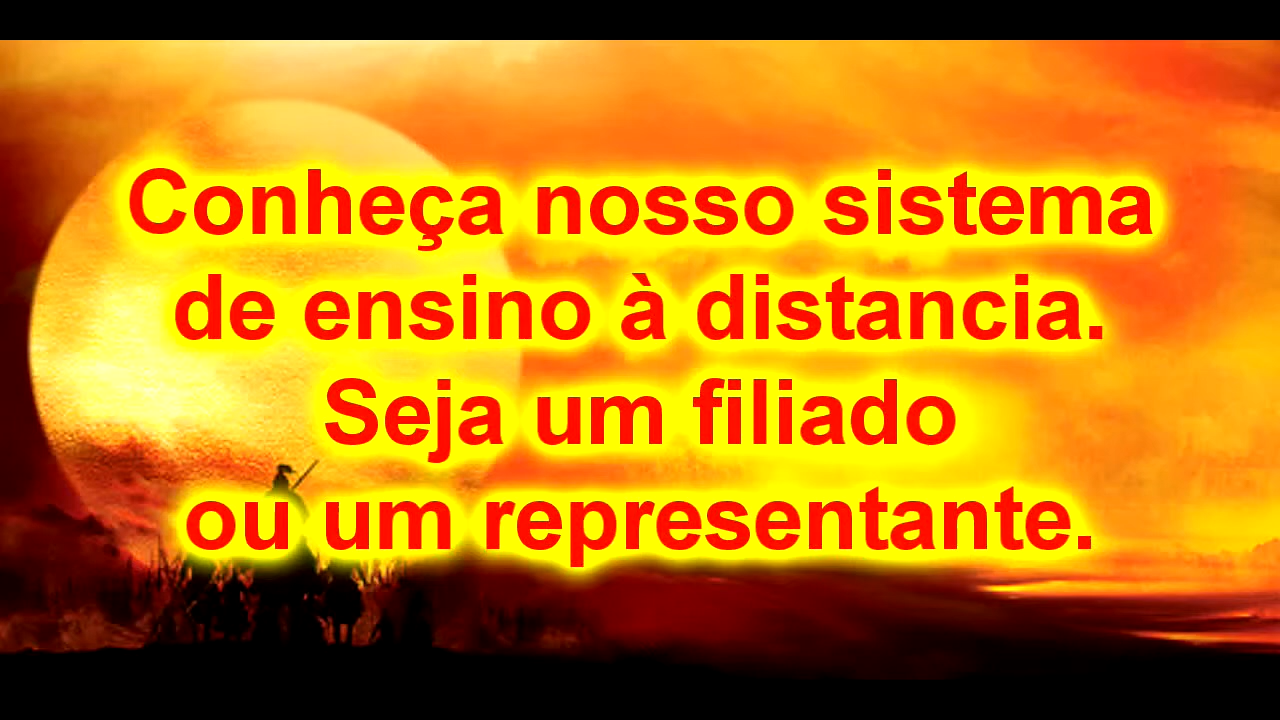 Conheça nosso sistema
de ensino à distancia.
Seja um filiado
ou um representante.